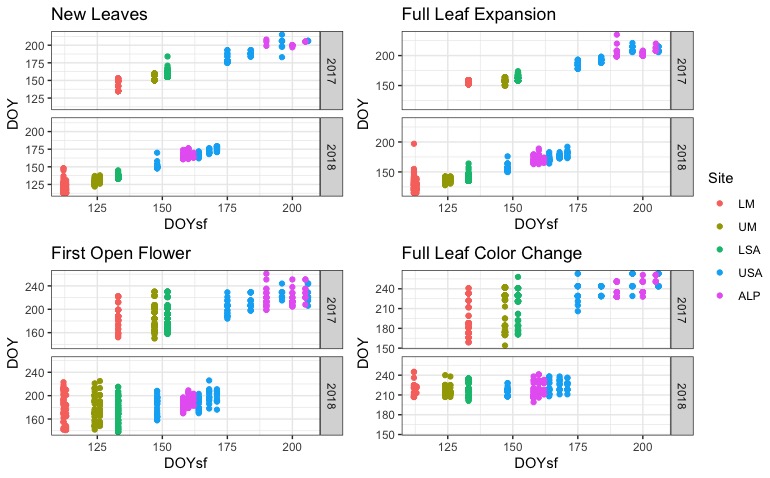 New Leaves
200
175
150
125
2017
200
175
150
125
2018
DOY
125
150
175
200
DOYsf
Full Leaf Expansion
200
150
2017
200
150
2018
DOY
125
150
175
200
DOYsf
First Open Flower
240
200
160
2017
240
200
160
2018
DOY
125
150
175
200
DOYsf
Full Leaf Color Change
240
210
180
150
2017
240
210
180
150
2018
DOY
125
150
175
200
DOYsf
Site
LM
UM
LSA
USA
ALP